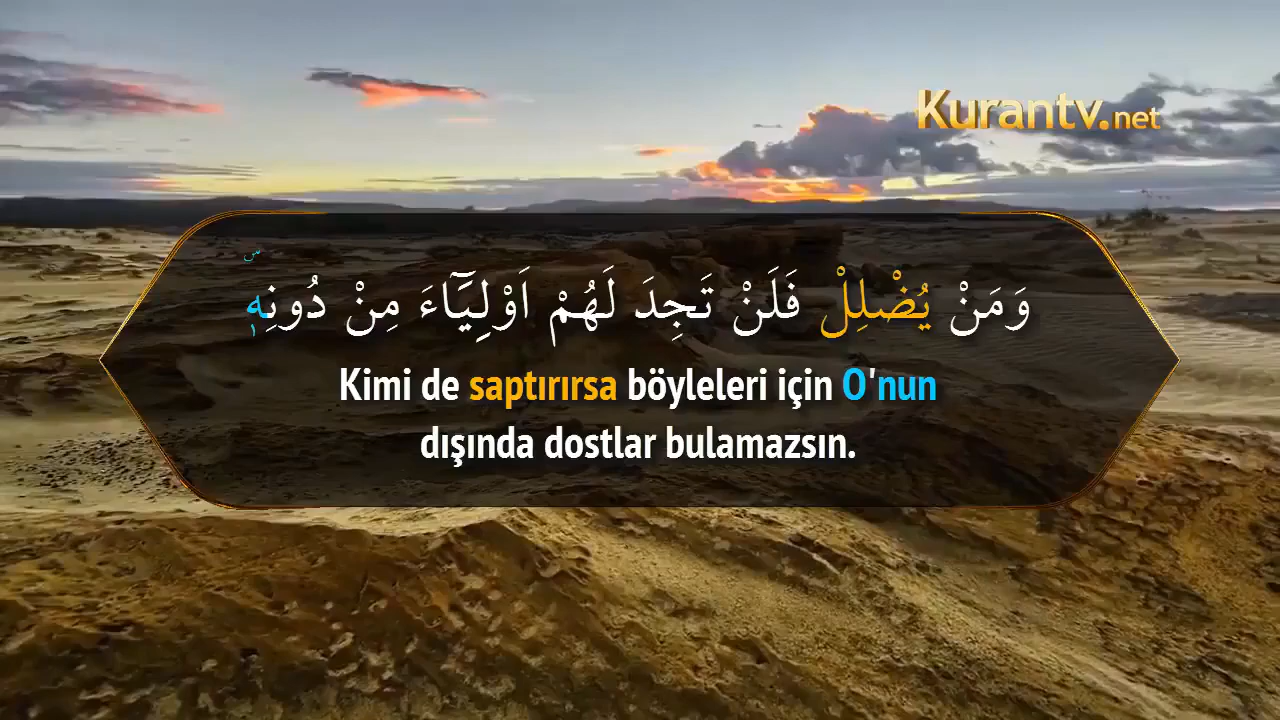 Kurantv.net
وَمَنْ يُضْلِلْ فَلَنْ تَجِدَ لَهُمْ اَوْلِيَٓاءَ مِنْ دُونِه۪ۜ
Kimi de saptırırsa böyleleri için O'nun
dışında dostlar bulamazsın.